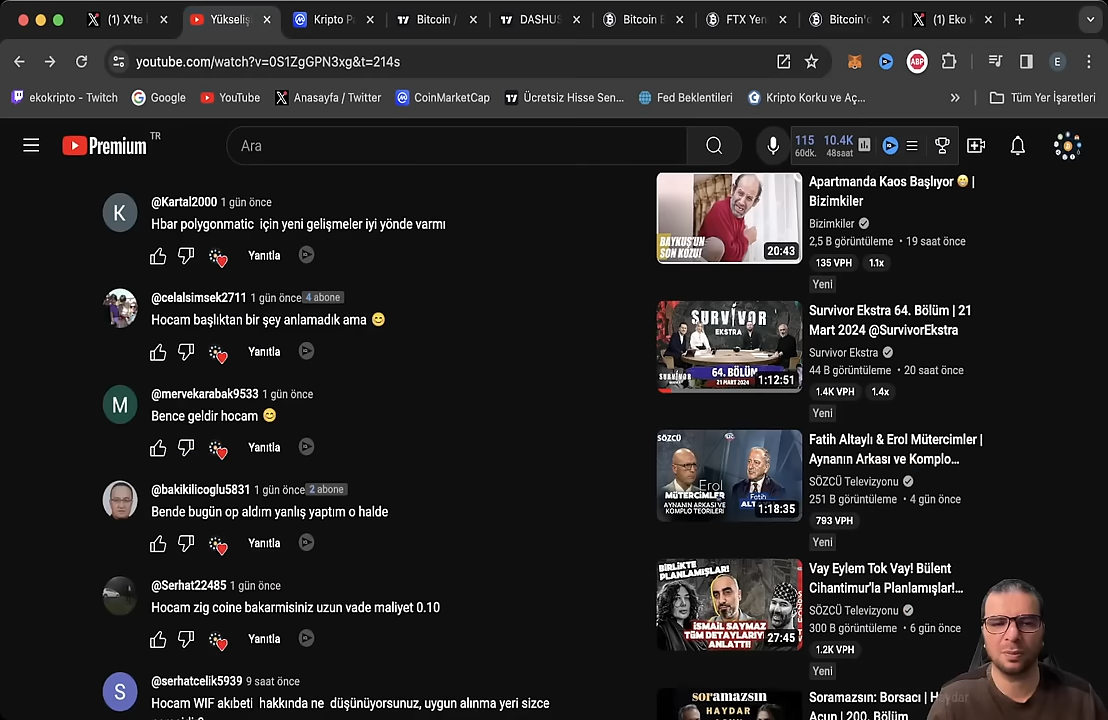 (1) X'te
Yükseliş
Kripto P
Bitcoin /
DASHUS
Bitcoin E
FTX Yen
Bitcoin'd
(1) Eko k
youtube.com/watch?v=0S1ZgGPN3xg&t=214s
ABP
E
ekokripto - Twitch
Google
YouTube
Anasayfa / Twitter
CoinMarketCap
Ücretsiz Hisse Sen...
Fed Beklentileri
Kripto Korku ve Aç...
»
Tüm Yer İşaretleri
Premium TR
Ara
115 10.4K
60dk. 48saat
K
@Kartal2000 1 gün önce
Hbar polygonmatic için yeni gelişmeler iyi yönde varmı
Yanıtla
@celalsimsek2711 1 gün önce 4 abone
Hocam başlıktan bir şey anlamadık ama 😊
Yanıtla
M
@mervekarabak9533 1 gün önce
Bence geldir hocam 😊
Yanıtla
@bakikilicoglu5831 1 gün önce 2 abone
Bende bugün op aldım yanlış yaptım o halde
Yanıtla
@Serhat22485 1 gün önce
Hocam zig coine bakarmisiniz uzun vade maliyet 0.10
Yanıtla
S
@serhatcelik5939 9 saat önce
Hocam WIF akıbeti hakkında ne düşünüyorsunuz, uygun alınma yeri sizce
BAYKUŞ'UN
SON KOZU!
20:43
Apartmanda Kaos Başlıyor 😁 |
Bizimkiler
Bizimkiler
2,5 B görüntüleme • 19 saat önce
135 VPH 1.1x
Yeni
SURVIVOR
EKSTRA
SURVIVOR
64. BÖLÜM
21 MART 2024
1:12:51
Survivor Ekstra 64. Bölüm | 21
Mart 2024 @SurvivorEkstra
Survivor Ekstra
44 B görüntüleme • 20 saat önce
1.4K VPH 1.4x
Yeni
SÖZCÜ
Erol
MÜTERCİMLER
Fatih
ALT
AYNANIN ARKASI VE
KOMPLO TEORİLERİ
1:18:35
Fatih Altaylı & Erol Mütercimler |
Aynanın Arkası ve Komplo...
SÖZCÜ Televizyonu
251 B görüntüleme • 4 gün önce
793 VPH
Yeni
BİRLİKTE
PLANLAMIŞLAR!
İSMAİL SAYMAZ
TÜM DETAYLARIYI
ANLATTI!
27:45
Vay Eylem Tok Vay! Bülent
Cihantimur'la Planlamışlar!...
SÖZCÜ Televizyonu
300 B görüntüleme • 6 gün önce
1.2K VPH
Yeni
soramazsın
HAYDAR
Soramazsın: Borsacı | Haydar
Acun | 200. Bölüm